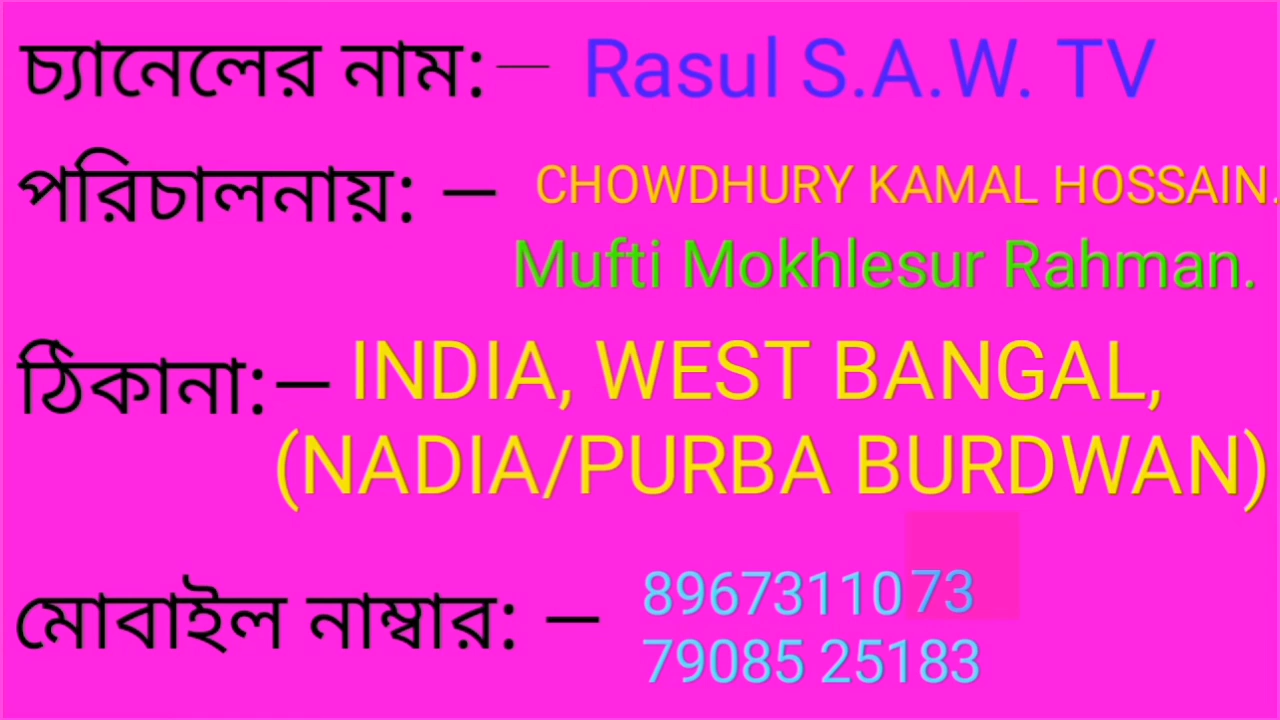 চ্যানেলের নাম:— Rasul S.A.W. TV
পরিচালনায়: — CHOWDHURY KAMAL HOSSAIN.
Mufti Mokhlesur Rahman.
ঠিকানা:— INDIA, WEST BANGAL,
(NADIA/PURBA BURDWAN)
মোবাইল নাম্বার: — 8967311073
79085 25183